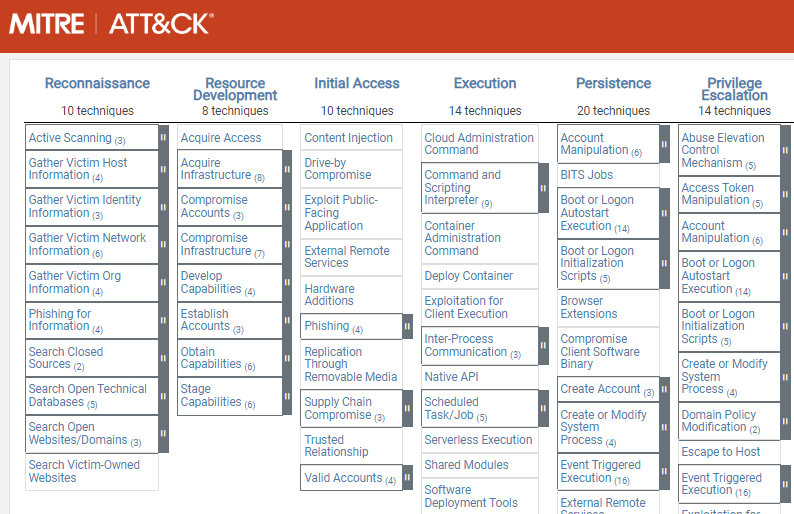 MITRE | ATT&CK®
Reconnaissance
10 techniques
Active Scanning (3)
Gather Victim Host
Information (4)
Gather Victim Identity
Information (3)
Gather Victim Network
Information (6)
Gather Victim Org
Information (4)
Phishing for
Information (4)
Search Closed
Sources (2)
Search Open Technical
Databases (5)
Search Open
Websites/Domains (3)
Search Victim-Owned
Websites
Resource
Development
8 techniques
Acquire Access
Acquire
Infrastructure (8)
Compromise
Accounts (3)
Compromise
Infrastructure (7)
Develop
Capabilities (4)
Establish
Accounts (3)
Obtain
Capabilities (6)
Stage
Capabilities (6)
Initial Access
10 techniques
Content Injection
Drive-by
Compromise
Exploit Public-
Facing
Application
External Remote
Services
Hardware
Additions
Phishing (4)
Replication
Through
Removable Media
Supply Chain
Compromise (3)
Trusted
Relationship
Valid Accounts (4)
Execution
14 techniques
Cloud Administration
Command
Command and
Scripting
Interpreter (9)
Container
Administration
Command
Deploy Container
Exploitation for
Client Execution
Inter-Process
Communication (3)
Native API
Scheduled
Task/Job (5)
Serverless Execution
Shared Modules
Software
Deployment Tools
Persistence
20 techniques
Account
Manipulation (6)
BITS Jobs
Boot or Logon
Autostart
Execution (14)
Boot or Logon
Initialization
Scripts (5)
Browser
Extensions
Compromise
Client Software
Binary
Create Account (3)
Create or Modify
System
Process (4)
Event Triggered
Execution (16)
External Remote
Services
Privilege
Escalation
14 techniques
Abuse Elevation
Control
Mechanism (5)
Access Token
Manipulation (5)
Account
Manipulation (6)
Boot or Logon
Autostart
Execution (14)
Boot or Logon
Initialization
Scripts (5)
Create or Modify
System
Process (4)
Domain Policy
Modification (2)
Escape to Host
Event Triggered
Execution (16)
Exploitation for